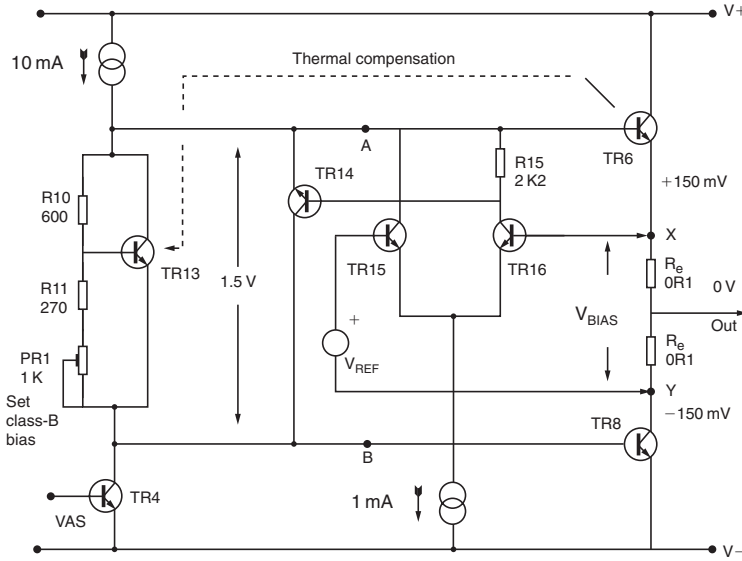 V+
10 mA
Thermal compensation
A
TR6
TR14
R15
2 K2
+150 mV
R10
600
TR13
TR15
TR16
X
1.5 V
R11
270
Re
0R1
0 V
Out
VBIAS
+
VREF
Re
0R1
PR1
1 K
Set
class-B
bias
Y
−150 mV
TR8
B
TR4
VAS
1 mA
V−